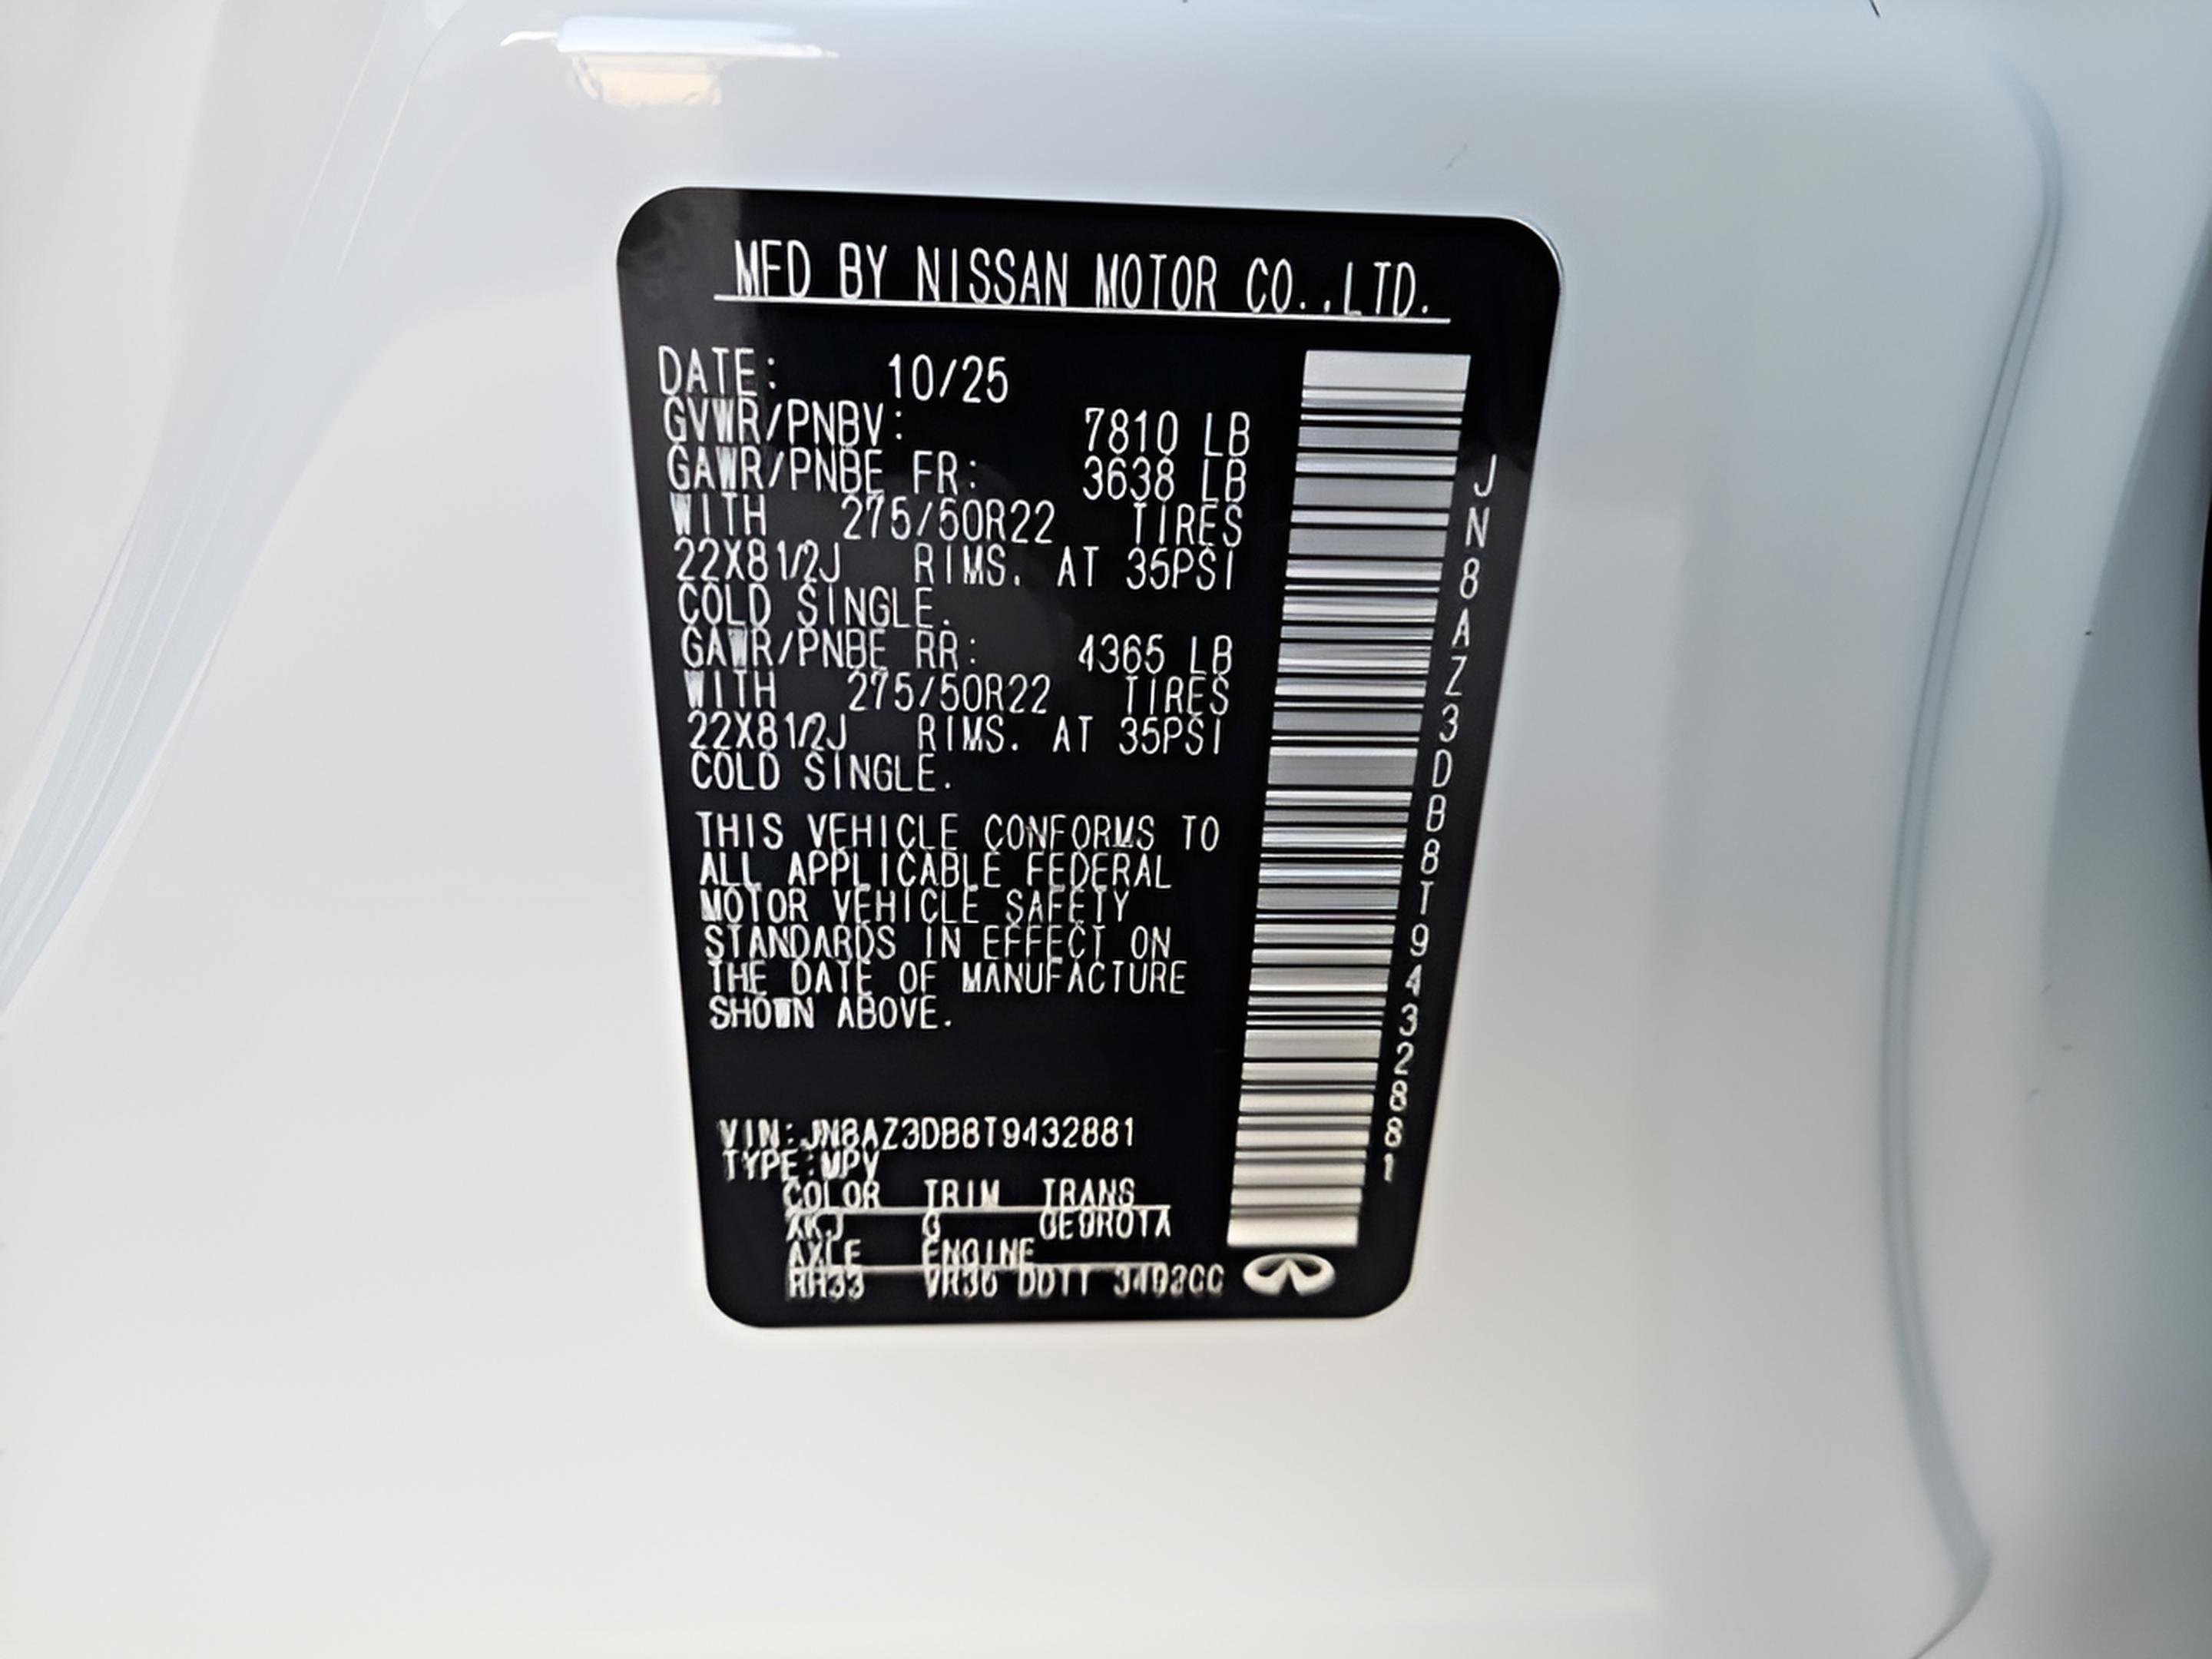 MFD BY NISSAN MOTOR CO.,LTD.
DATE: 10/25
GVWR/PNBV: 7810 LB
GAWR/PNBE FR: 3638 LB
WITH 275/50R22 TIRES
22X81/2J RIMS. AT 35PSI
COLD SINGLE.
GAWR/PNBE RR: 4365 LB
WITH 275/50R22 TIRES
22X81/2J RIMS. AT 35PSI
COLD SINGLE.
THIS VEHICLE CONFORMS TO
ALL APPLICABLE FEDERAL
MOTOR VEHICLE SAFETY
STANDARDS IN EFFECT ON
THE DATE OF MANUFACTURE
SHOWN ABOVE.
VIN:JN8AZ3DB8T9432881
TYPE:MPV
COLOR TRIM TRANS
AXLE ENGINE
JN8AZ3DB8T9432881